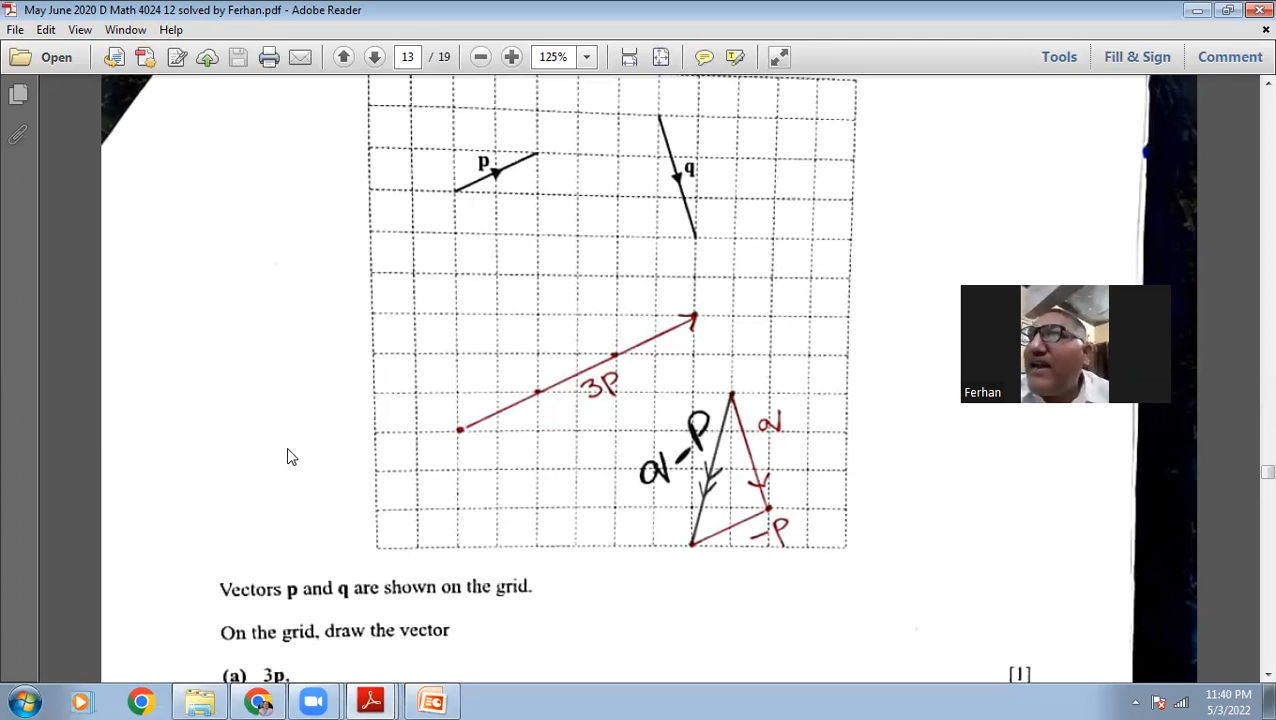 May June 2020 D Math 4024 12 solved by Ferhan.pdf - Adobe Reader
File Edit View Window Help
Open 13 / 19 125% Tools Fill & Sign Comment
p
q
3P
q
q - P
-P
Ferhan
Vectors p and q are shown on the grid.
On the grid, draw the vector
(a) 3p, [1]
11:40 PM
5/3/2022